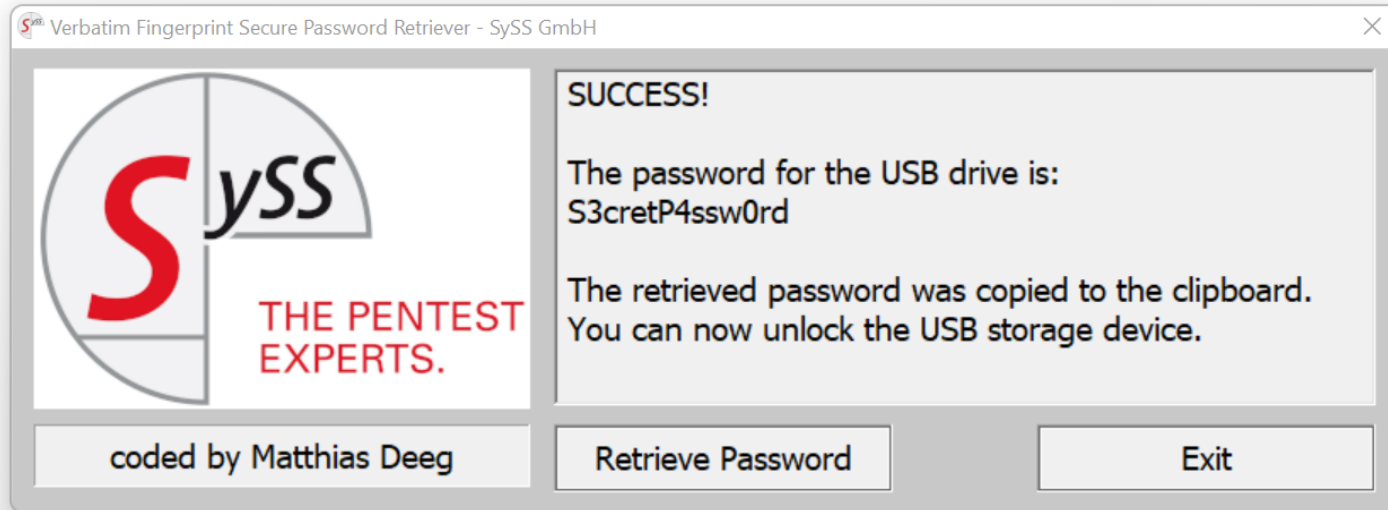 SySS Verbatim Fingerprint Secure Password Retriever - SySS GmbH
SySS
THE PENTEST
EXPERTS.
coded by Matthias Deeg
SUCCESS!
The password for the USB drive is:
S3cretP4ssw0rd
The retrieved password was copied to the clipboard.
You can now unlock the USB storage device.
Retrieve Password
Exit